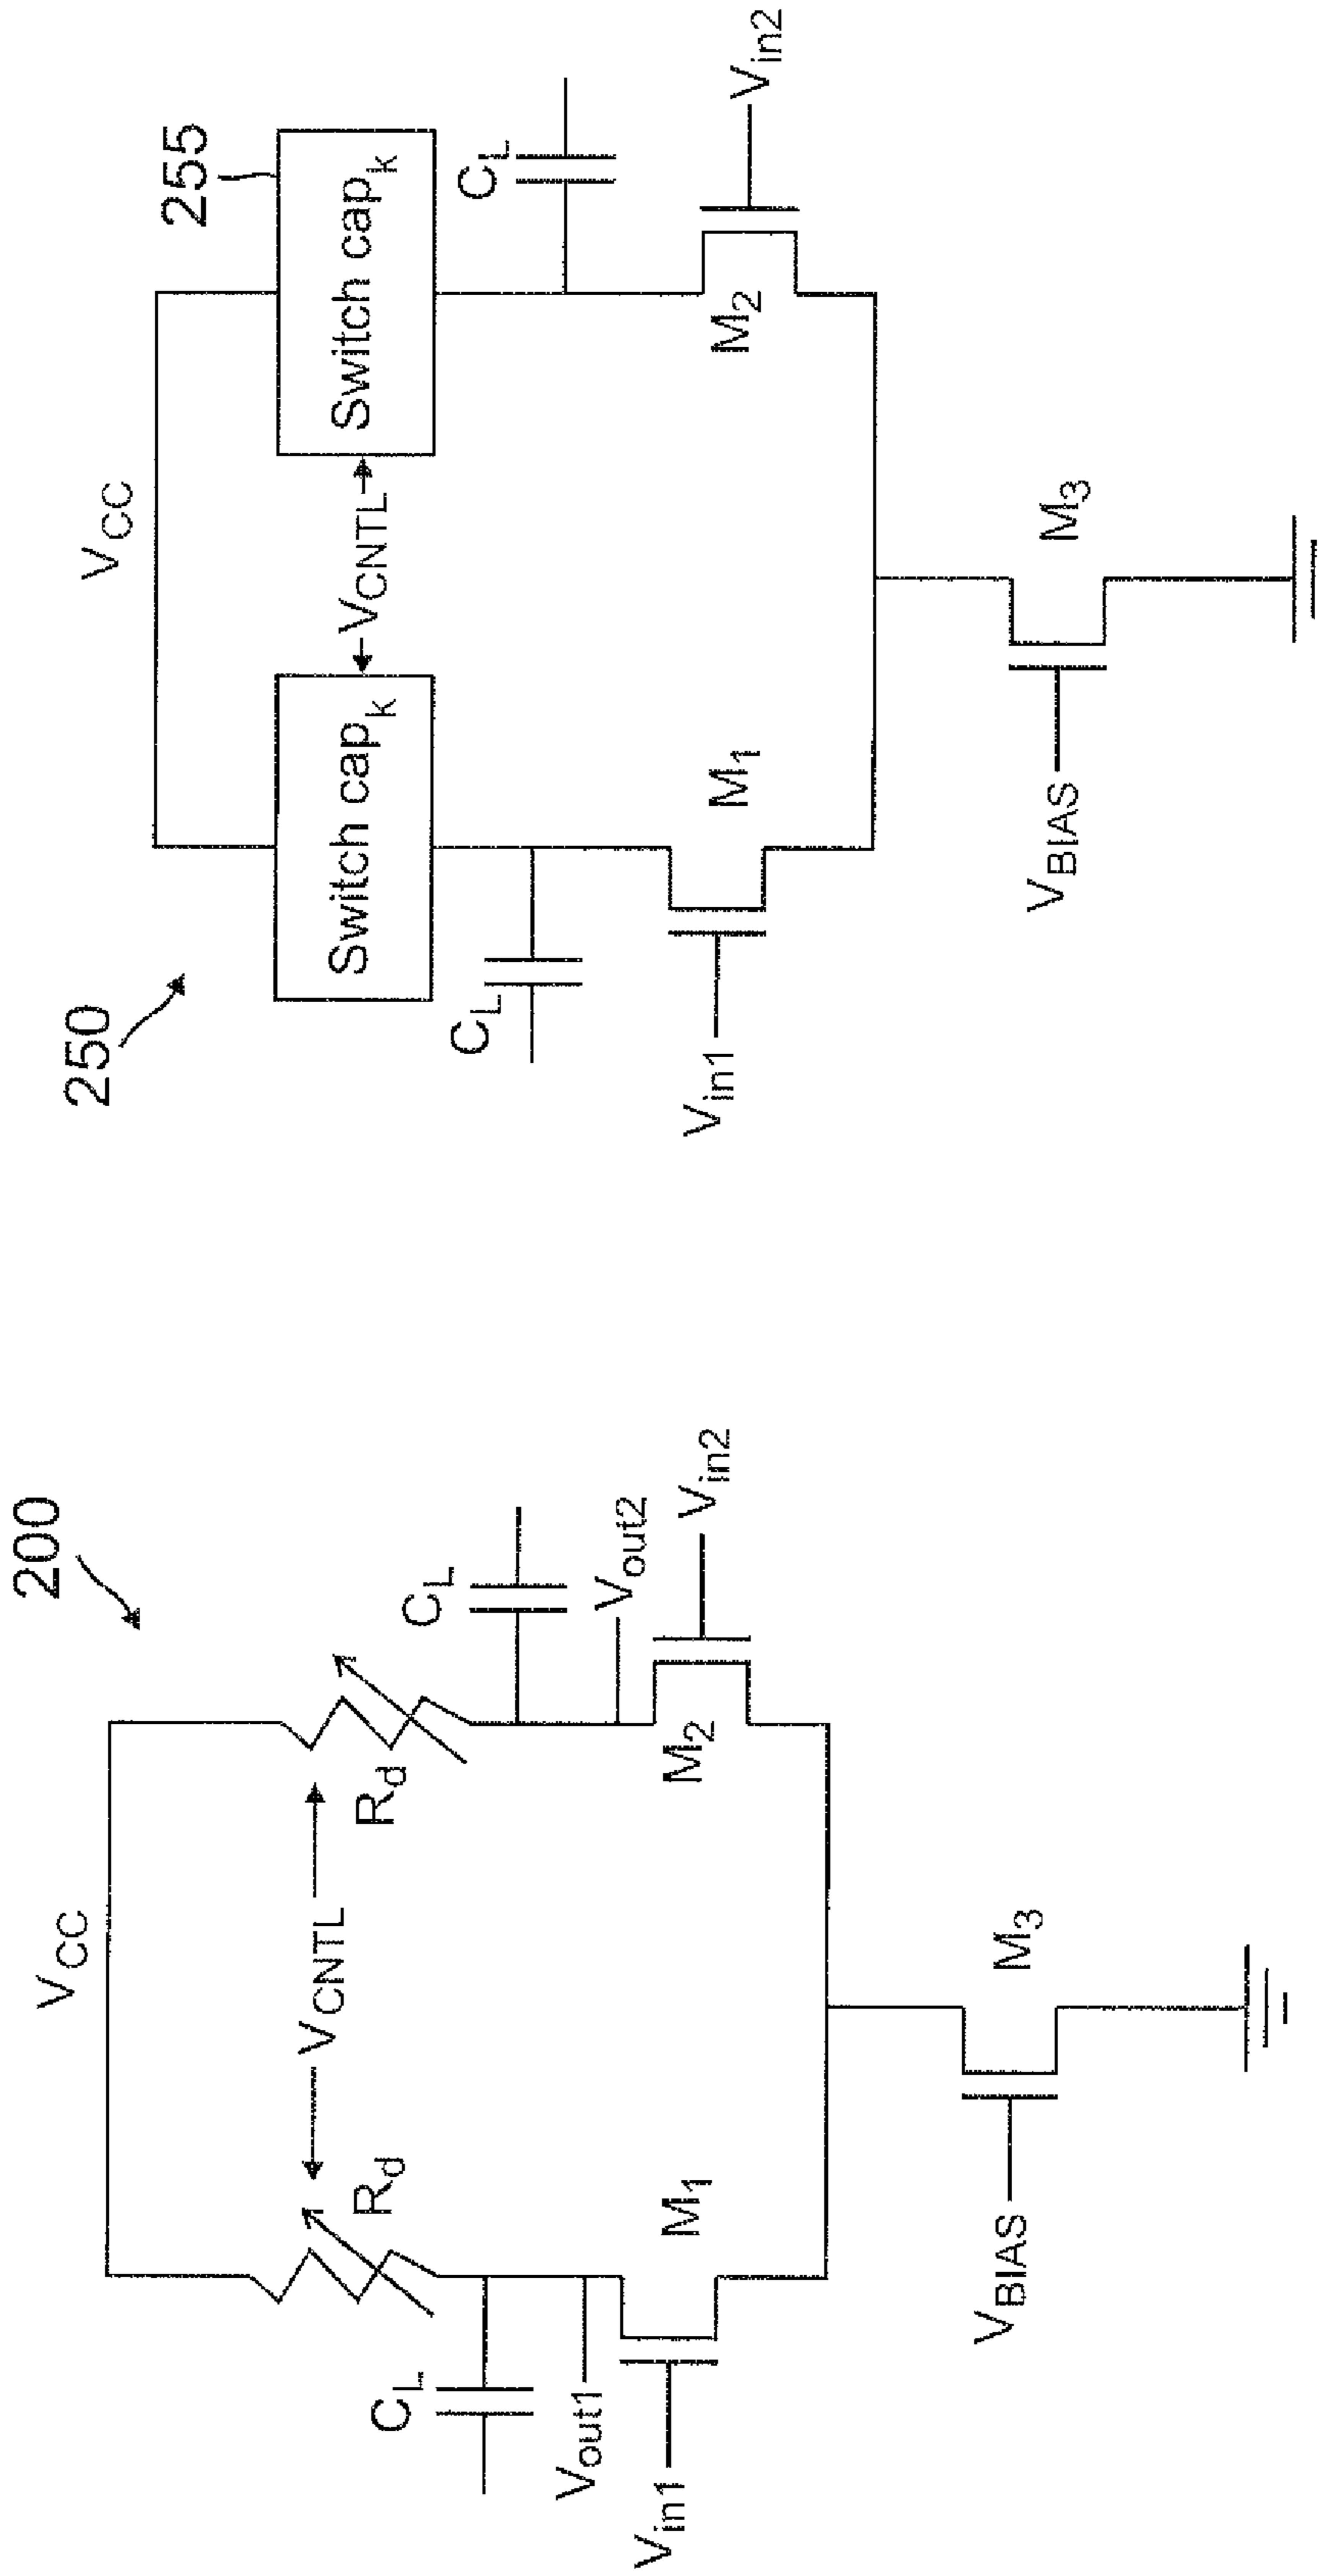 200
V_CC
R_d
V_CNTL
R_d
C_L
C_L
V_out1
V_out2
V_in1
M_1
M_2
V_in2
V_BIAS
M_3
250
V_CC
255
Switch cap_k
V_CNTL
Switch cap_k
C_L
C_L
V_in1
M_1
M_2
V_in2
V_BIAS
M_3